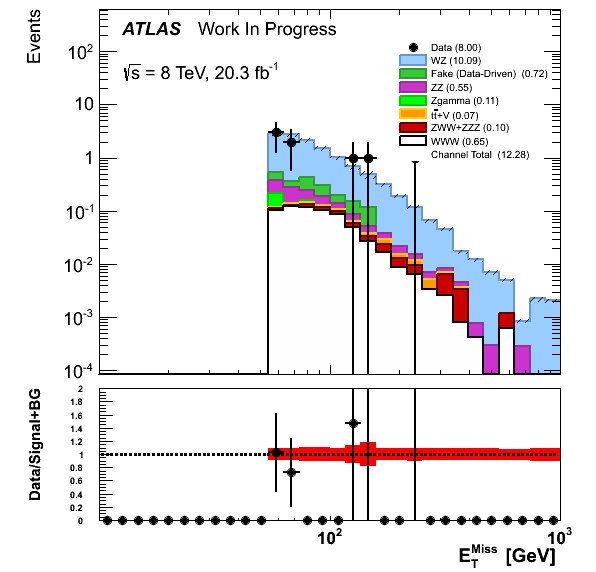 Events
ATLAS Work In Progress
√s = 8 TeV, 20.3 fb⁻¹
Data (8.00)
WZ (10.09)
Fake (Data-Driven) (0.72)
ZZ (0.55)
Zgamma (0.11)
tt̄+V (0.07)
ZWW+ZZZ (0.10)
WWW (0.65)
Channel Total (12.28)
10²
10
1
10⁻¹
10⁻²
10⁻³
10⁻⁴
Data/Signal+BG
2
1.8
1.6
1.4
1.2
1
0.8
0.6
0.4
0.2
0
10² 10³
E_T^Miss [GeV]